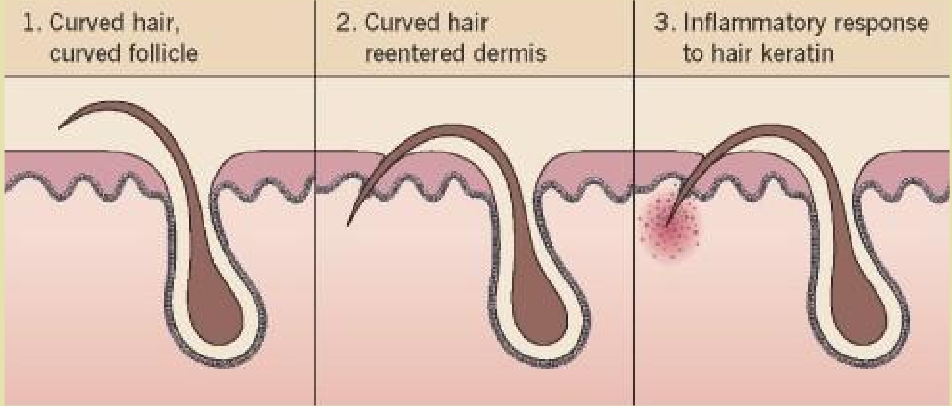 1. Curved hair,
curved follicle
2. Curved hair
reentered dermis
3. Inflammatory response
to hair keratin